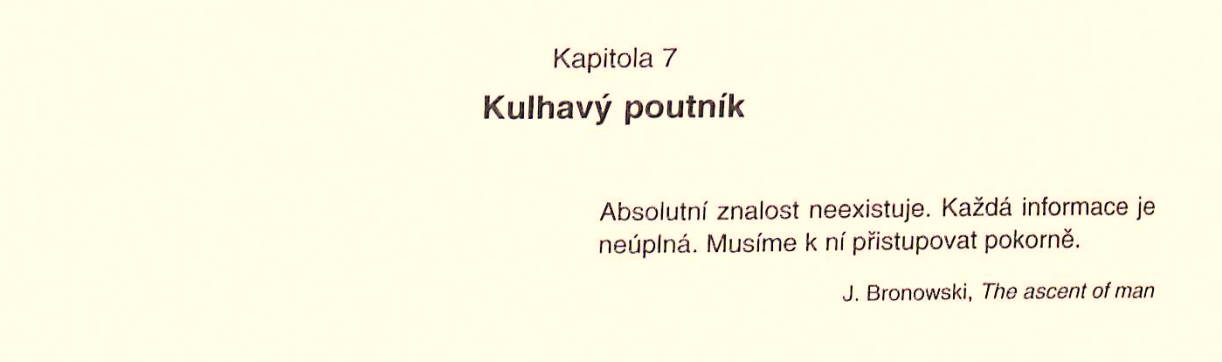 Kapitola 7
Kulhavý poutník
Absolutní znalost neexistuje. Každá informace je
neúplná. Musíme k ní přistupovat pokorně.
J. Bronowski, The ascent of man